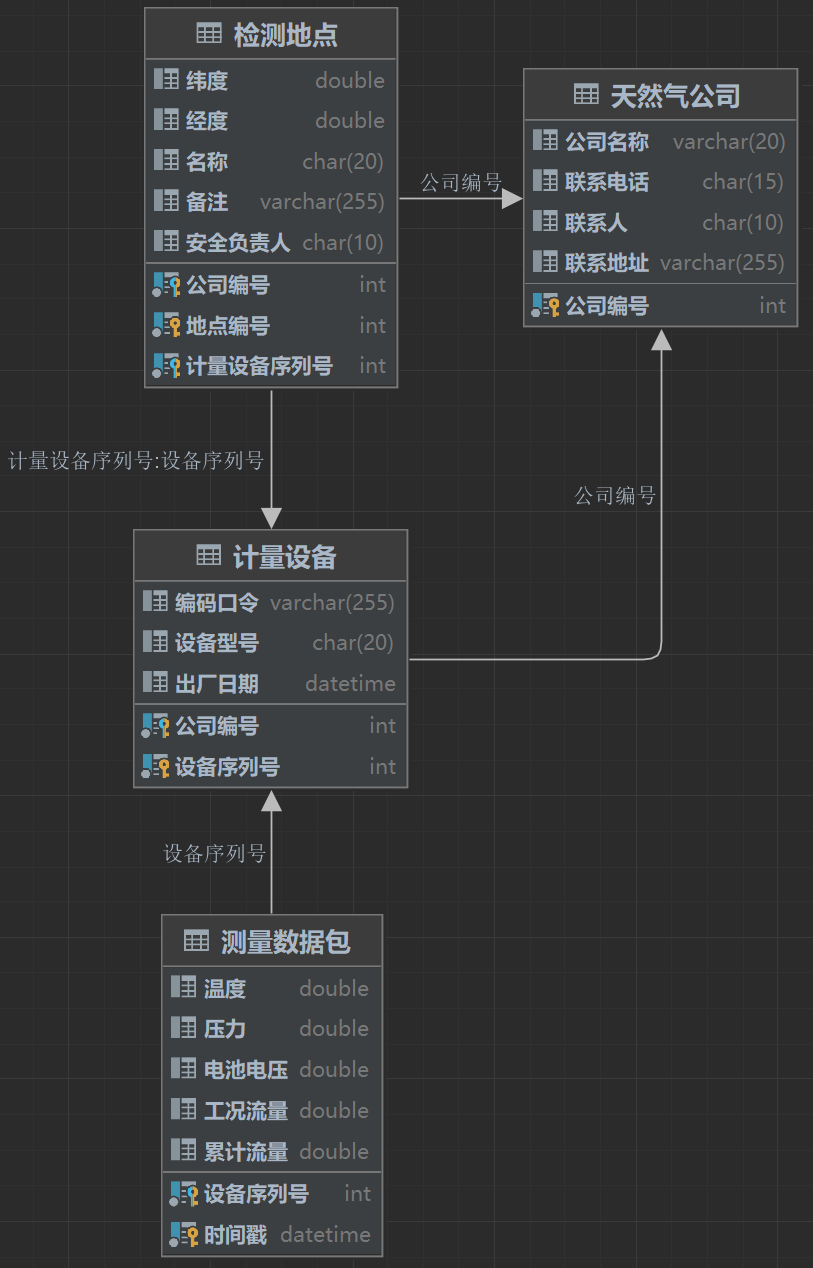 检测地点
纬度 double
经度 double
名称 char(20)
备注 varchar(255)
安全负责人 char(10)
公司编号 int
地点编号 int
计量设备序列号 int
公司编号
天然气公司
公司名称 varchar(20)
联系电话 char(15)
联系人 char(10)
联系地址 varchar(255)
公司编号 int
计量设备序列号:设备序列号
公司编号
计量设备
编码口令 varchar(255)
设备型号 char(20)
出厂日期 datetime
公司编号 int
设备序列号 int
设备序列号
测量数据包
温度 double
压力 double
电池电压 double
工况流量 double
累计流量 double
设备序列号 int
时间戳 datetime